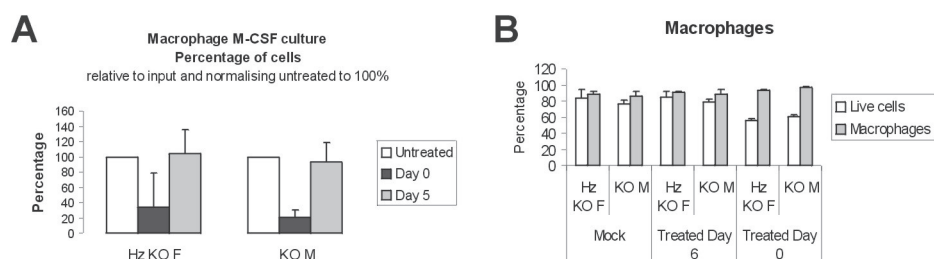 A
Macrophage M-CSF culture
Percentage of cells
relative to input and normalising untreated to 100%
Percentage
160
140
120
100
80
60
40
20
0
Hz KO F
KO M
Untreated
Day 0
Day 5
B
Macrophages
Percentage
120
100
80
60
40
20
0
Hz KO F
KO M
Hz KO F
KO M
Hz KO F
KO M
Mock
Treated Day 6
Treated Day 0
Live cells
Macrophages